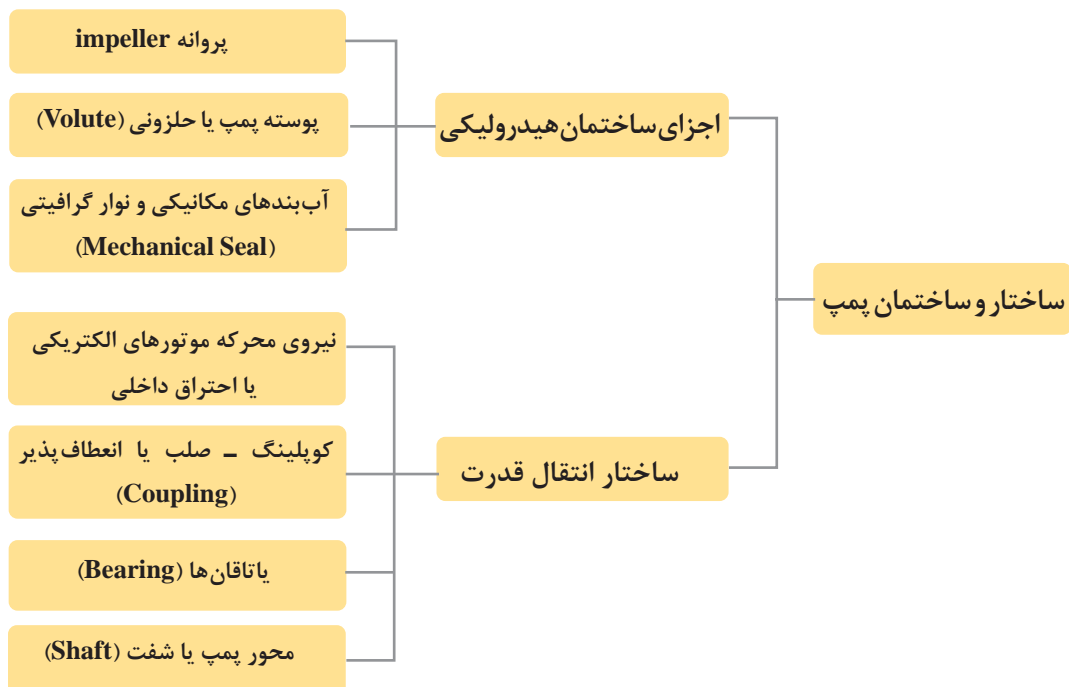 ساختار و ساختمان پمپ
اجزای ساختمان هیدرولیکی
پروانه impeller
پوسته پمپ یا حلزونی (Volute)
آب‌بندهای مکانیکی و نوار گرافیتی
(Mechanical Seal)
ساختار انتقال قدرت
نیروی محرکه موتورهای الکتریکی
یا احتراق داخلی
کوپلینگ ـ صلب یا انعطاف‌پذیر
(Coupling)
یاتاقان‌ها (Bearing)
محور پمپ یا شفت (Shaft)